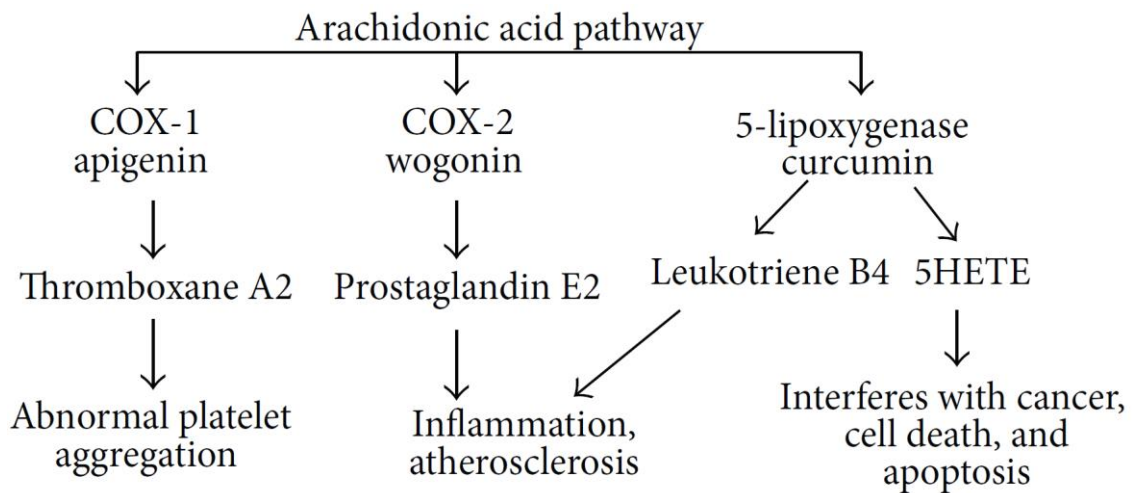 Arachidonic acid pathway
COX-1
apigenin
COX-2
wogonin
5-lipoxygenase
curcumin
Thromboxane A2
Prostaglandin E2
Leukotriene B4
5HETE
Abnormal platelet
aggregation
Inflammation,
atherosclerosis
Interferes with cancer,
cell death, and
apoptosis